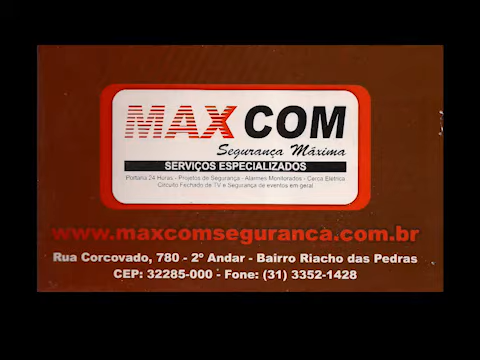 MAXCOM
Segurança Máxima
SERVIÇOS ESPECIALIZADOS
Portaria 24 Horas - Projetos de Segurança - Alarmes Monitorados - Cerca Elétrica
Circuito Fechado de TV e Segurança de eventos em geral
www.maxcomseguranca.com.br
Rua Corcovado, 780 - 2º Andar - Bairro Riacho das Pedras
CEP: 32285-000 - Fone: (31) 3352-1428